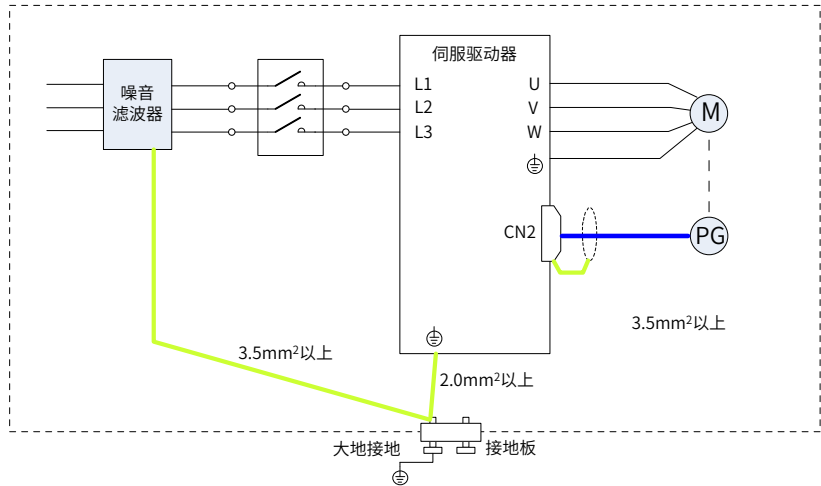 伺服驱动器
噪音
滤波器
L1
L2
L3
U
V
W
M
CN2
PG
3.5mm²以上
3.5mm²以上
2.0mm²以上
大地接地
接地板